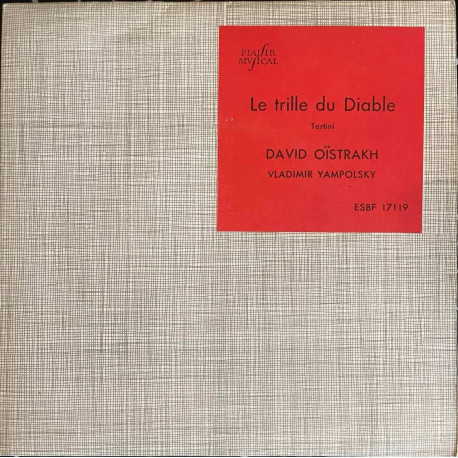 PLAISIR
MUSICAL
Le trille du Diable
Tartini
DAVID OÏSTRAKH
VLADIMIR YAMPOLSKY
ESBF 17119